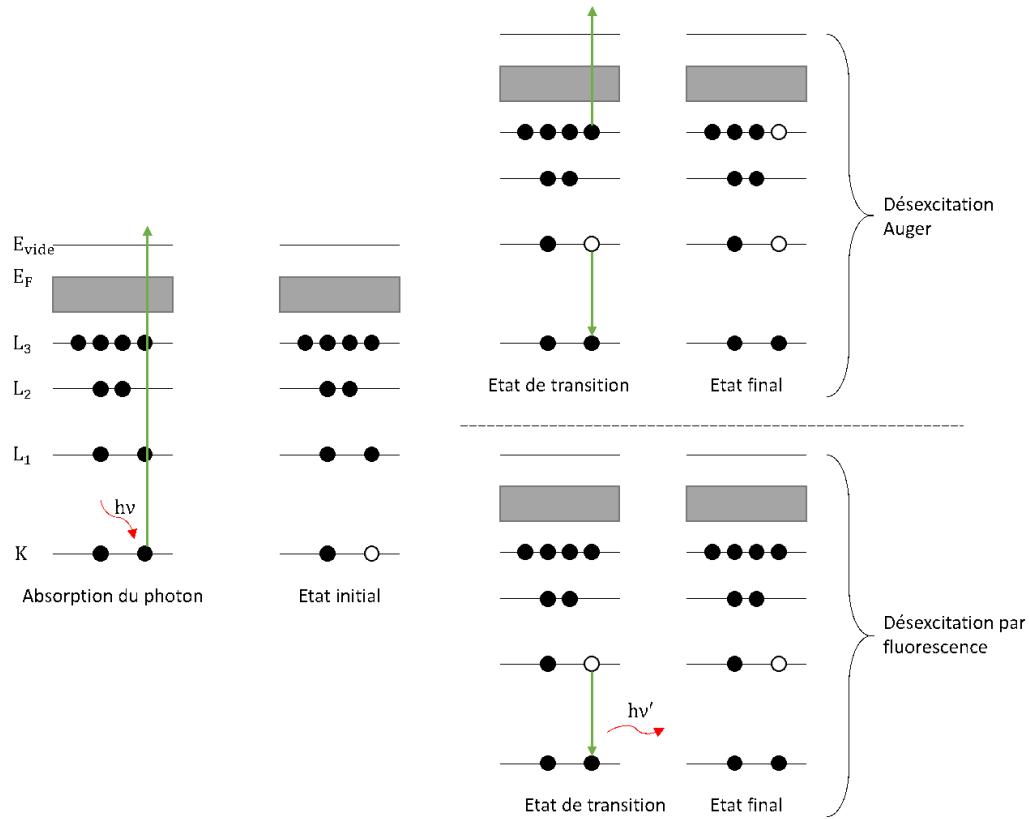 E_vide
E_F
L_3
L_2
L_1
hν
K
Absorption du photon
Etat initial
Etat de transition
Etat final
Désexcitation
Auger
hν′
Etat de transition
Etat final
Désexcitation par
fluorescence